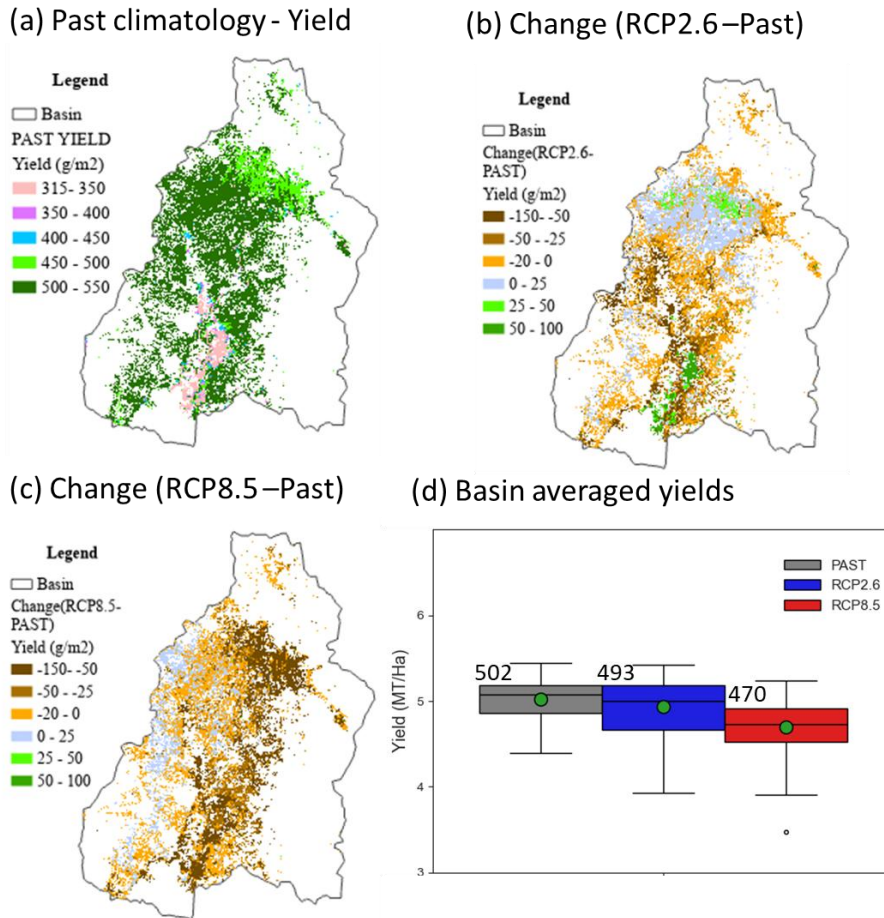 (a) Past climatology - Yield
Legend
Basin
PAST YIELD
Yield (g/m2)
315- 350
350 - 400
400 - 450
450 - 500
500 - 550
(b) Change (RCP2.6 –Past)
Legend
Basin
Change(RCP2.6-
PAST)
Yield (g/m2)
-150- -50
-50 - -25
-20 - 0
0 - 25
25 - 50
50 - 100
(c) Change (RCP8.5 –Past)
Legend
Basin
Change(RCP8.5-
PAST)
Yield (g/m2)
-150- -50
-50 - -25
-20 - 0
0 - 25
25 - 50
50 - 100
(d) Basin averaged yields
PAST
RCP2.6
RCP8.5
Yield (MT/Ha)
6
5
4
3
502
493
470